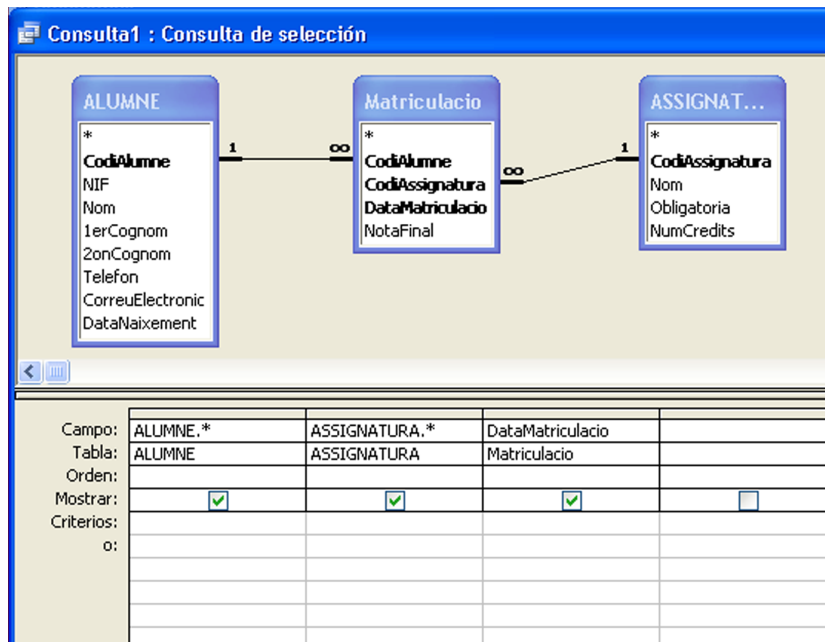 Consulta1 : Consulta de selección
ALUMNE
*
CodiAlumne
NIF
Nom
1erCognom
2onCognom
Telefon
CorreuElectronic
DataNaixement
1
∞
Matriculacio
*
CodiAlumne
CodiAssignatura
DataMatriculacio
NotaFinal
∞
1
ASSIGNAT...
*
CodiAssignatura
Nom
Obligatoria
NumCredits
Campo: ALUMNE.* ASSIGNATURA.* DataMatriculacio
Tabla: ALUMNE ASSIGNATURA Matriculacio
Orden:
Mostrar:
Criterios:
o: